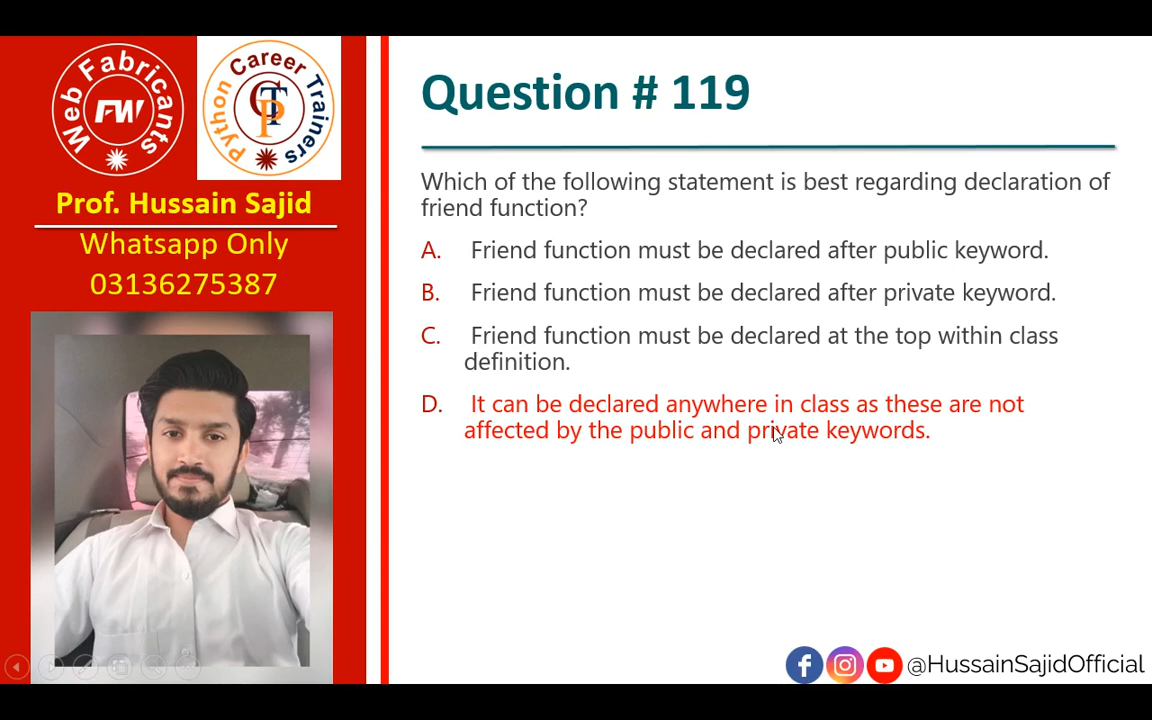 Web Fabricants
FW
Python Career Trainers
CTP
Prof. Hussain Sajid
Whatsapp Only
03136275387
Question # 119
Which of the following statement is best regarding declaration of
friend function?
A. Friend function must be declared after public keyword.
B. Friend function must be declared after private keyword.
C. Friend function must be declared at the top within class
definition.
D. It can be declared anywhere in class as these are not
affected by the public and private keywords.
@HussainSajidOfficial